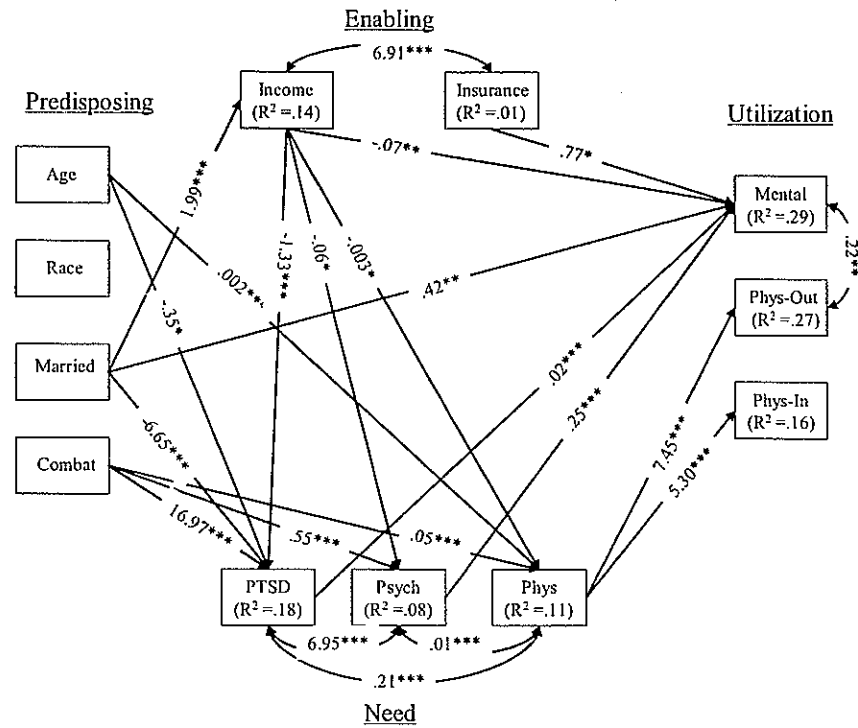 Enabling
6.91***
Income
(R² =.14)
Insurance
(R² =.01)
Predisposing
Utilization
Age
Race
Married
Combat
1.99***
-.07**
.77*
Mental
(R² =.29)
.22**
Phys-Out
(R² =.27)
Phys-In
(R² =.16)
-1.33***
-.06*
-.003*
.002***
-.35*
.42**
-6.65***
16.97***
.55***
.05***
.02***
.25***
7.45***
5.30***
PTSD
(R² =.18)
Psych
(R² =.08)
Phys
(R² =.11)
6.95***
.01***
.21***
Need